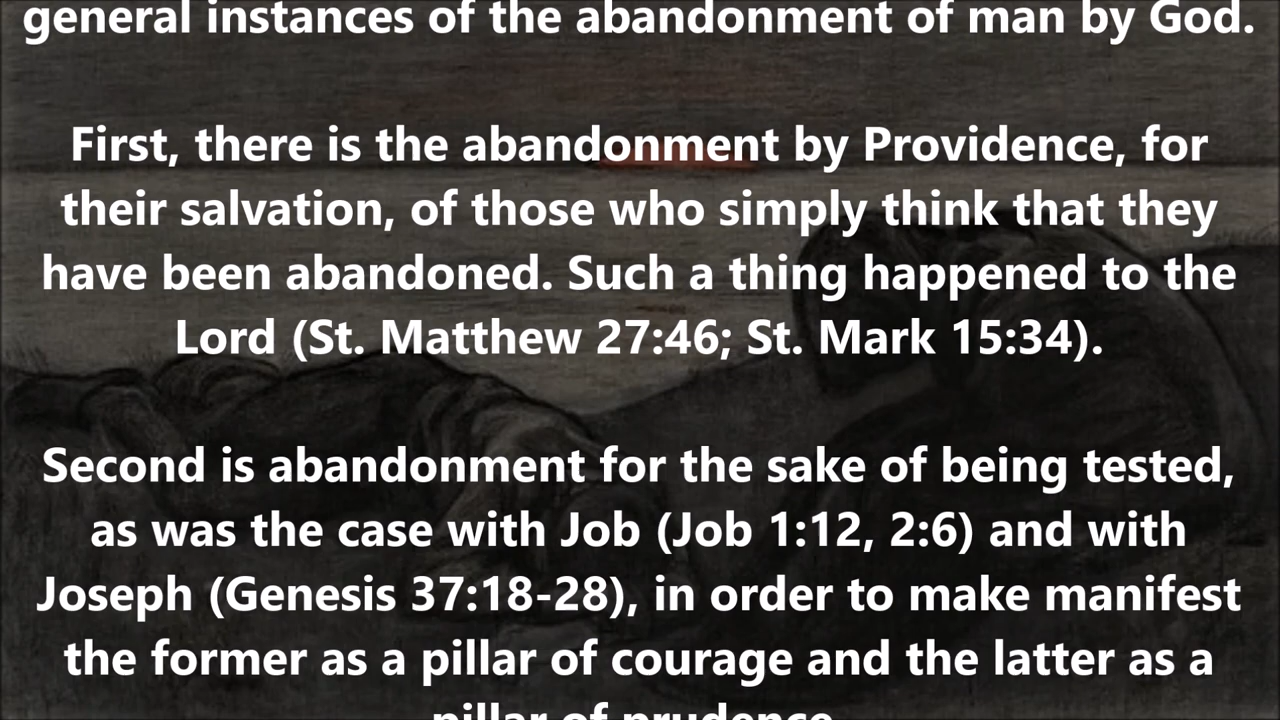 general instances of the abandonment of man by God.
First, there is the abandonment by Providence, for
their salvation, of those who simply think that they
have been abandoned. Such a thing happened to the
Lord (St. Matthew 27:46; St. Mark 15:34).
Second is abandonment for the sake of being tested,
as was the case with Job (Job 1:12, 2:6) and with
Joseph (Genesis 37:18-28), in order to make manifest
the former as a pillar of courage and the latter as a
pillar of prudence.